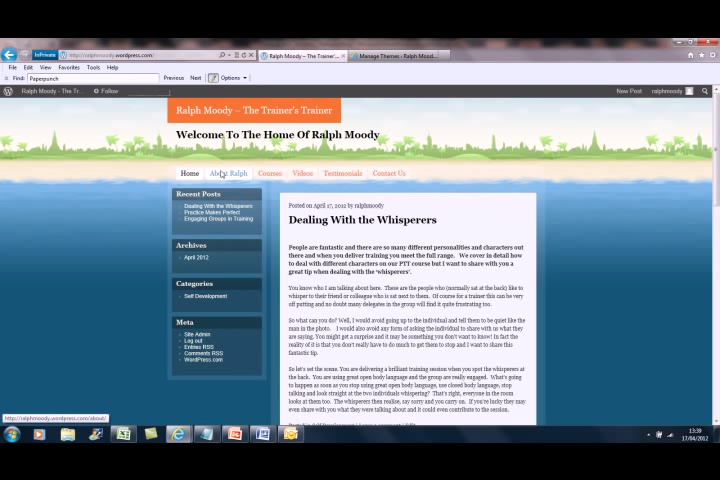 InPrivate
http://ralphmoody.wordpress.com/
Ralph Moody – The Trainer's...
Manage Themes ‹ Ralph Mood...
File Edit View Favorites Tools Help
Find: Paperpunch Previous Next Options
Ralph Moody - The Tr... Follow New Post ralphmoody
Ralph Moody – The Trainer's Trainer
Welcome To The Home Of Ralph Moody
Home About Ralph Courses Videos Testimonials Contact Us
Recent Posts
Dealing With the Whisperers
Practice Makes Perfect
Engaging Groups in Training
Archives
April 2012
Categories
Self Development
Meta
Site Admin
Log out
Entries RSS
Comments RSS
WordPress.com
Posted on April 17, 2012 by ralphmoody
Dealing With the Whisperers
People are fantastic and there are so many different personalities and characters out
there and when you deliver training you meet the full range. We cover in detail how
to deal with different characters on our PTT course but I want to share with you a
great tip when dealing with the 'whisperers'.
You know who I am talking about here. These are the people who (normally sat at the back) like to
whisper to their friend or colleague who is sat next to them. Of course for a trainer this can be very
off putting and no doubt many delegates in the group will find it quite frustrating too.
So what can you do? Well, I would avoid going up to the individual and tell them to be quiet like the
man in the photo. I would also avoid any form of asking the individual to share with us what they
are saying. You might get a surprise and it may be something you don't want to know! In fact the
reality of it is that you don't really have to do much to get them to stop and I want to share this
fantastic tip.
So let's set the scene. You are delivering a brilliant training session when you spot the whisperers at
the back. You are using great open body language and the group are really engaged. What's going
to happen as soon as you stop using great open body language, use closed body language, stop
talking and look straight at the two individuals whispering? That's right, everyone in the room
looks at them too. The whisperers then realise, say sorry and you carry on. If you're lucky they may
even share with you what they were talking about and it could even contribute to the session.
http://ralphmoody.wordpress.com/about/
13:39
17/04/2012